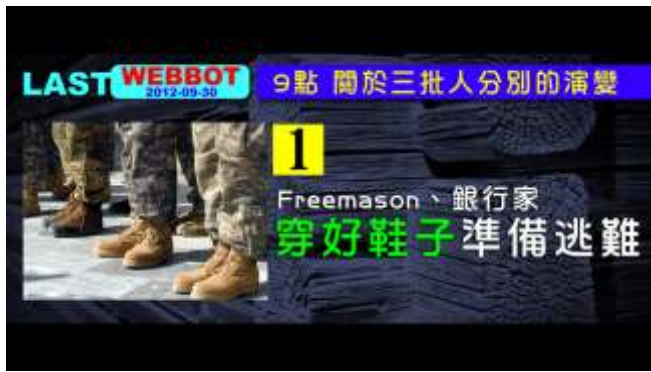 LAST WEBBOT
2012-09-30
9點 關於三批人分別的演變
1
Freemason、銀行家
穿好鞋子準備逃難